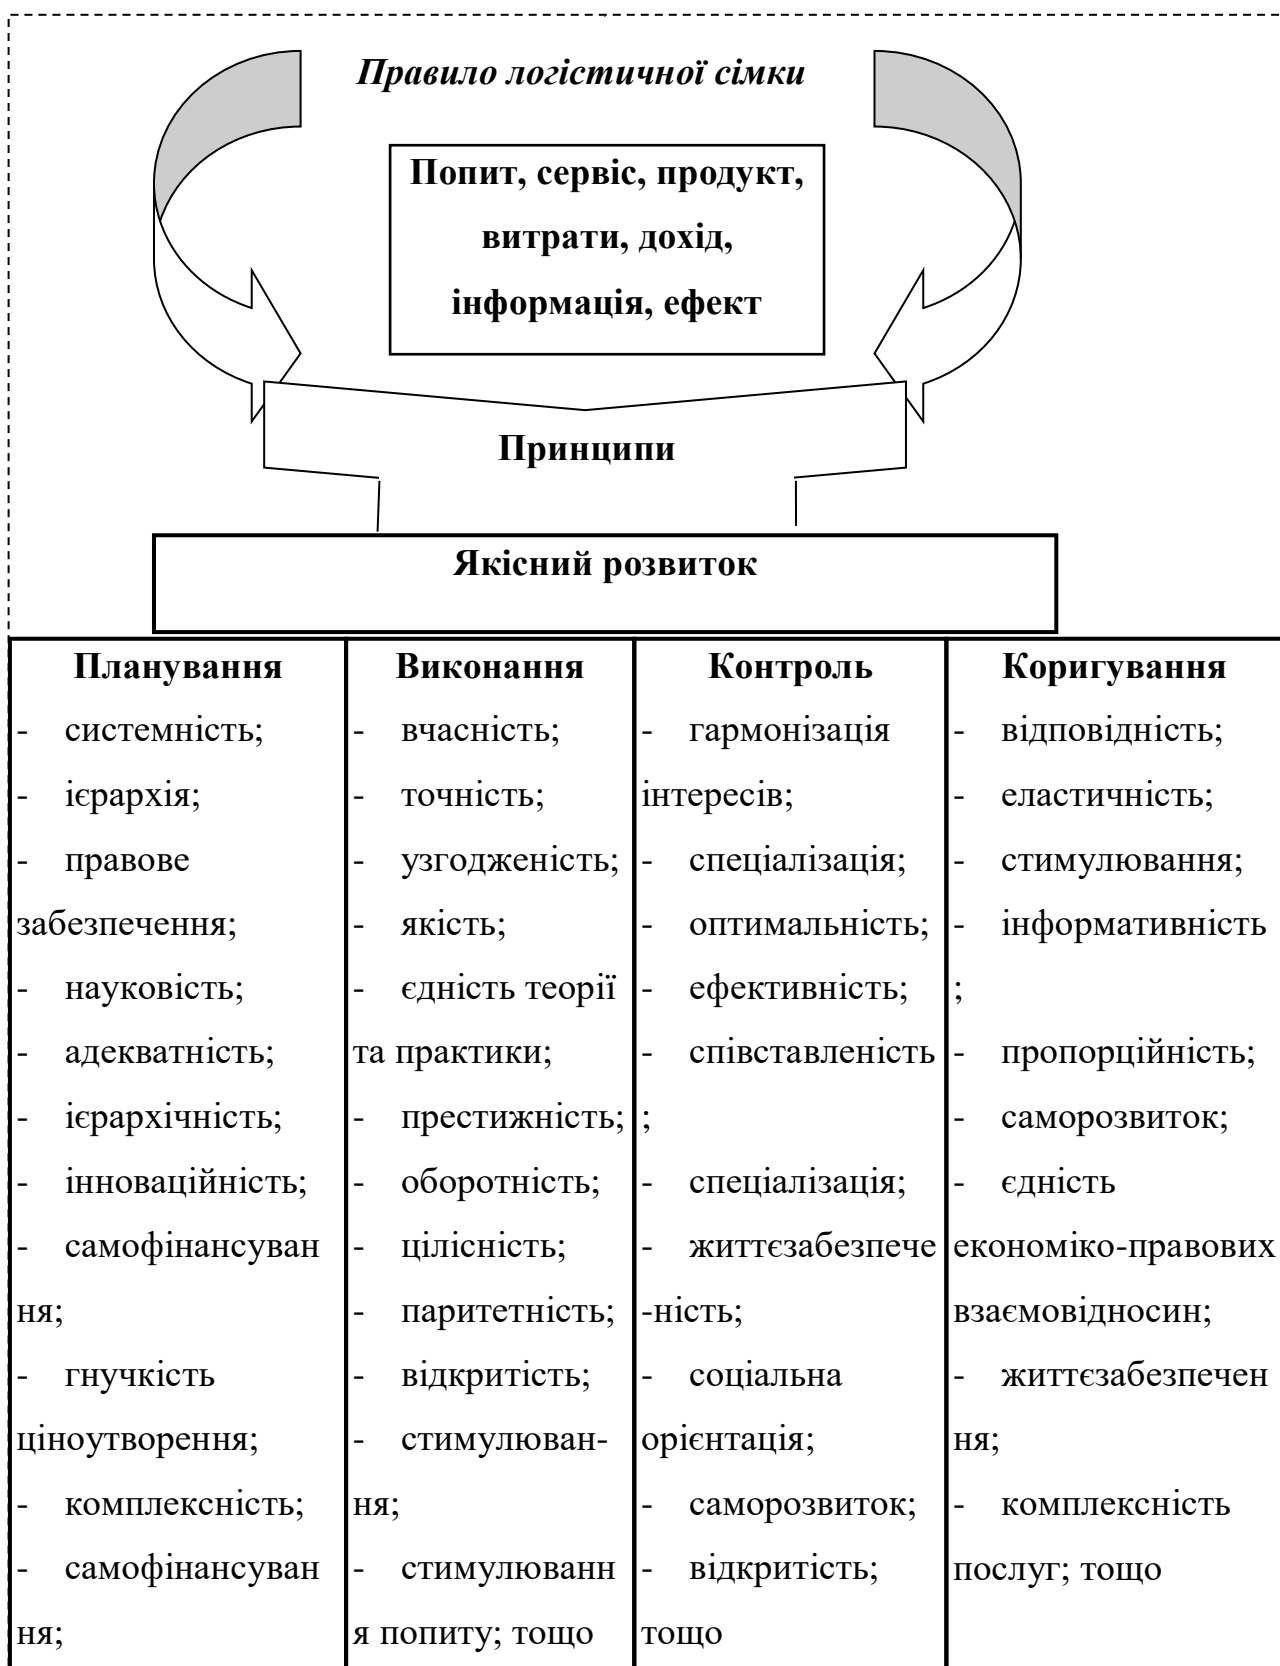 Правило логістичної сімки
Попит, сервіс, продукт,
витрати, дохід,
інформація, ефект
Принципи
Якісний розвиток
Планування
- системність;
- ієрархія;
- правове
забезпечення;
- науковість;
- адекватність;
- ієрархічність;
- інноваційність;
- самофінансуван
ня;
- гнучкість
ціноутворення;
- комплексність;
- самофінансуван
ня;
Виконання
- вчасність;
- точність;
- узгодженість;
- якість;
- єдність теорії
та практики;
- престижність;
- оборотність;
- цілісність;
- паритетність;
- відкритість;
- стимулюван-
ня;
- стимулюванн
я попиту; тощо
Контроль
- гармонізація
інтересів;
- спеціалізація;
- оптимальність;
- ефективність;
- співставленість
;
- спеціалізація;
- життєзабезпече
-ність;
- соціальна
орієнтація;
- саморозвиток;
- відкритість;
тощо
Коригування
- відповідність;
- еластичність;
- стимулювання;
- інформативність
;
- пропорційність;
- саморозвиток;
- єдність
економіко-правових
взаємовідносин;
- життєзабезпечен
ня;
- комплексність
послуг; тощо